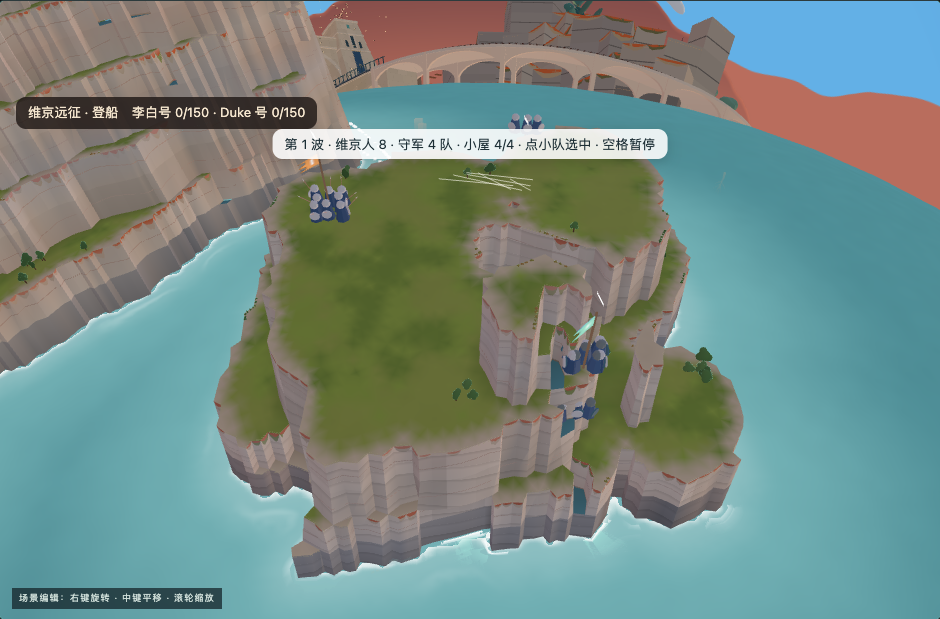 维京远征 · 登船 李白号 0/150 · Duke 号 0/150
第 1 波 · 维京人 8 · 守军 4 队 · 小屋 4/4 · 点小队选中 · 空格暂停
场景编辑：右键旋转 · 中键平移 · 滚轮缩放